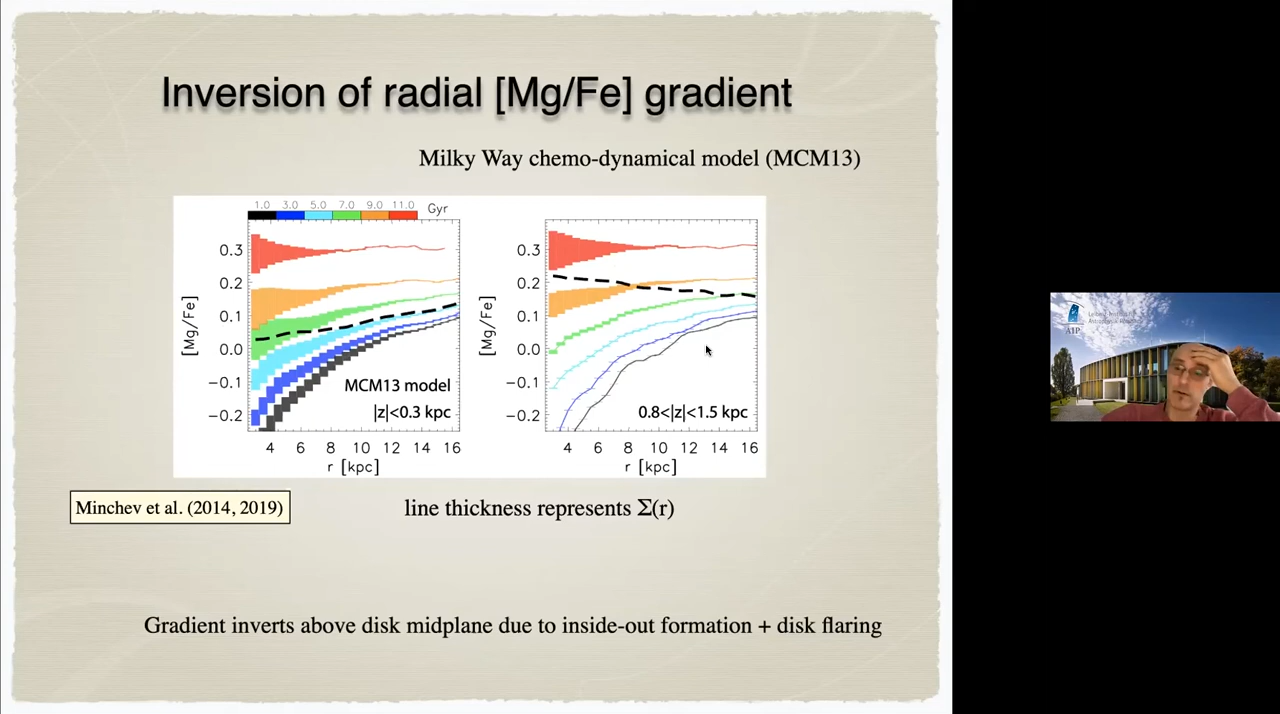 Inversion of radial [Mg/Fe] gradient
Milky Way chemo-dynamical model (MCM13)
1.0 3.0 5.0 7.0 9.0 11.0 Gyr
0.3
0.2
0.1
0.0
−0.1
−0.2
[Mg/Fe]
MCM13 model
|z|<0.3 kpc
4 6 8 10 12 14 16
r [kpc]
0.3
0.2
0.1
0.0
−0.1
−0.2
[Mg/Fe]
0.8<|z|<1.5 kpc
4 6 8 10 12 14 16
r [kpc]
Minchev et al. (2014, 2019)
line thickness represents Σ(r)
Gradient inverts above disk midplane due to inside-out formation + disk flaring
AIP